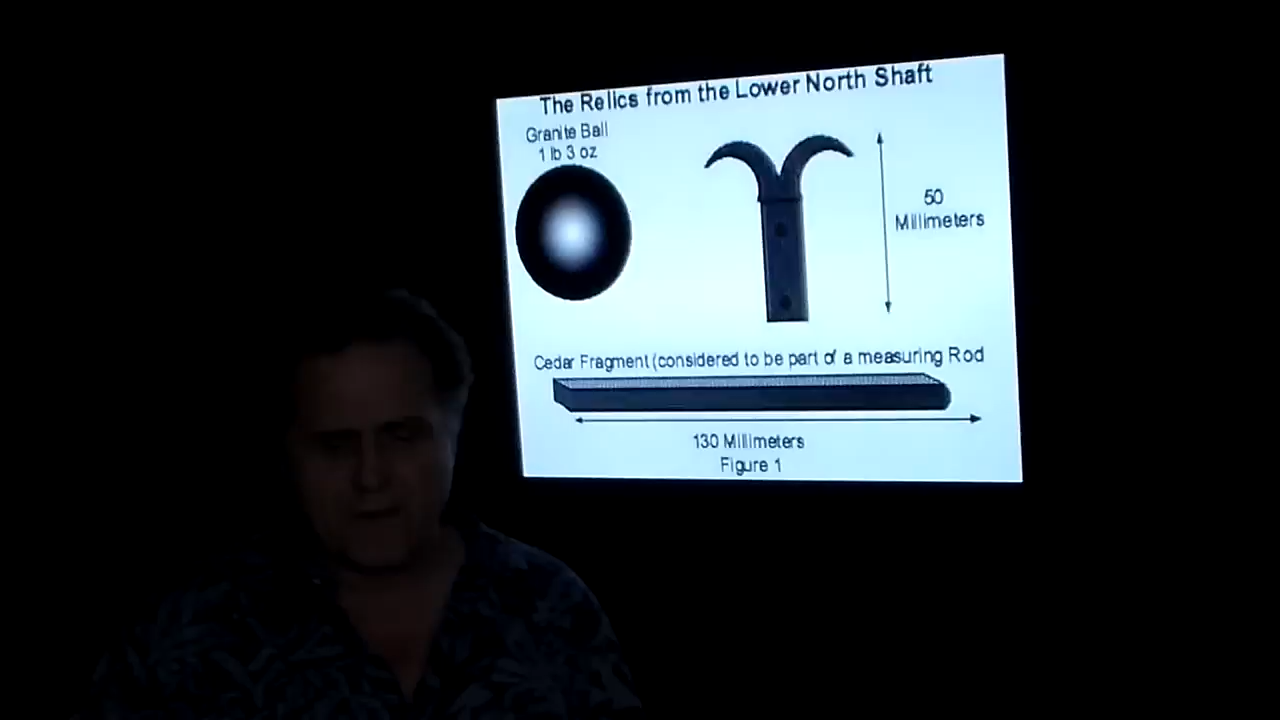 The Relics from the Lower North Shaft
Granite Ball
1 lb 3 oz
50
Millimeters
Cedar Fragment (considered to be part of a measuring Rod
130 Millimeters
Figure 1